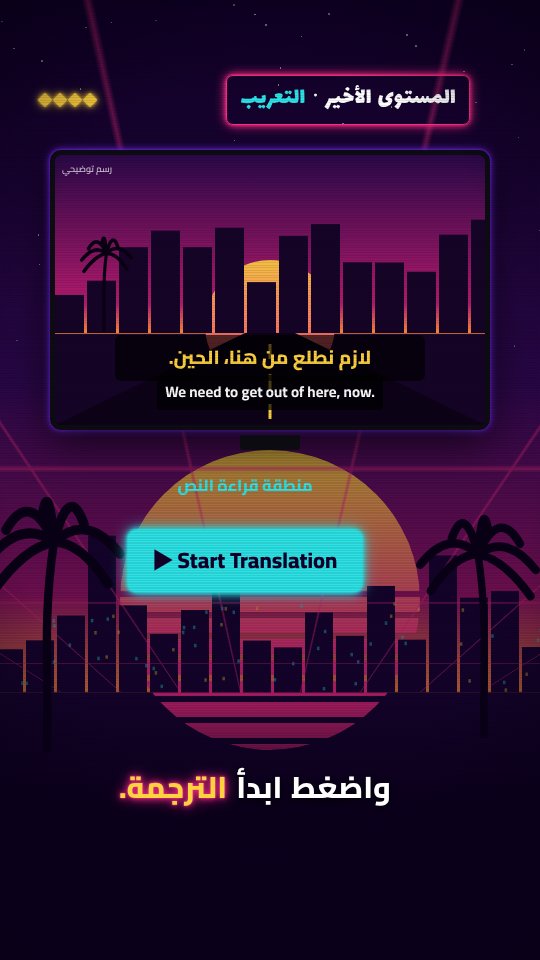 المستوى الأخير · التعريب
رسم توضيحي
لازم نطلع من هنا، الحين.
We need to get out of here, now.
منطقة قراءة النص
Start Translation
واضغط ابدأ الترجمة.